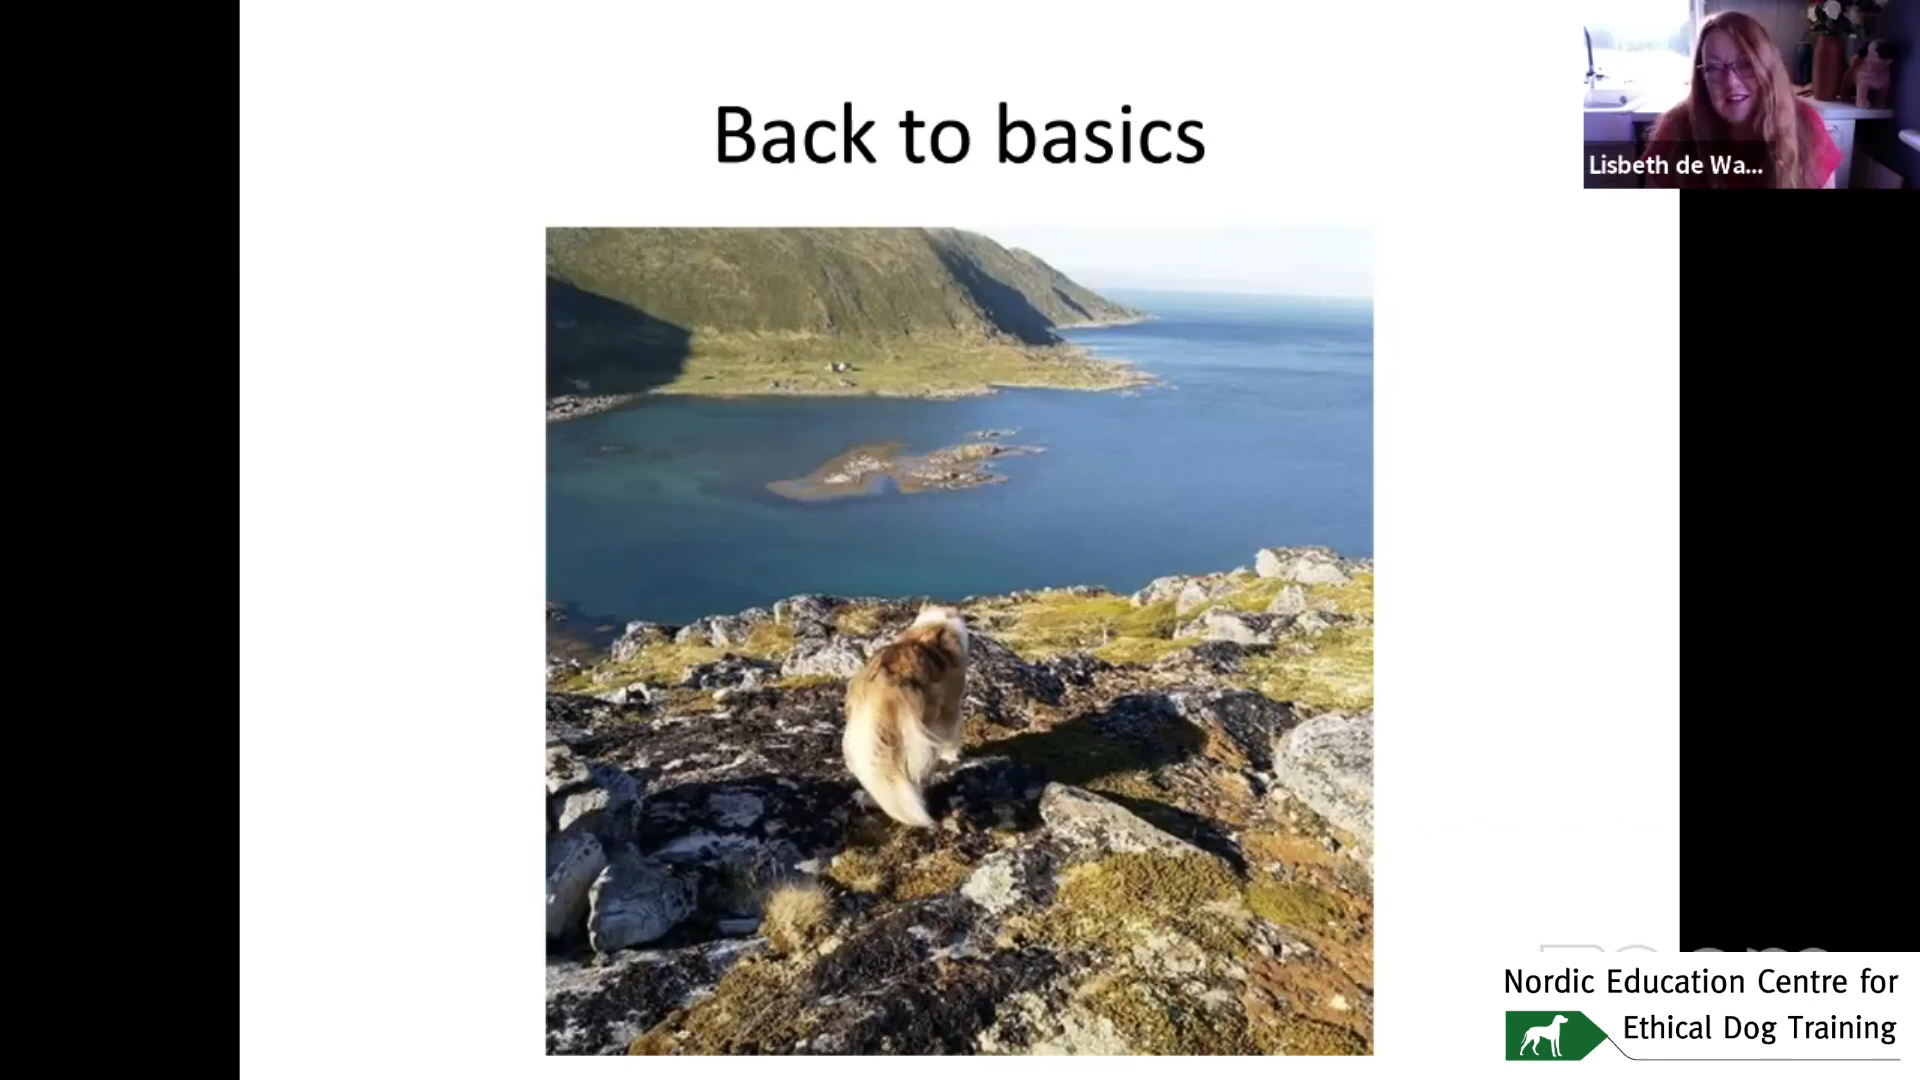 Back to basics
Lisbeth de Wa...
Nordic Education Centre for
Ethical Dog Training